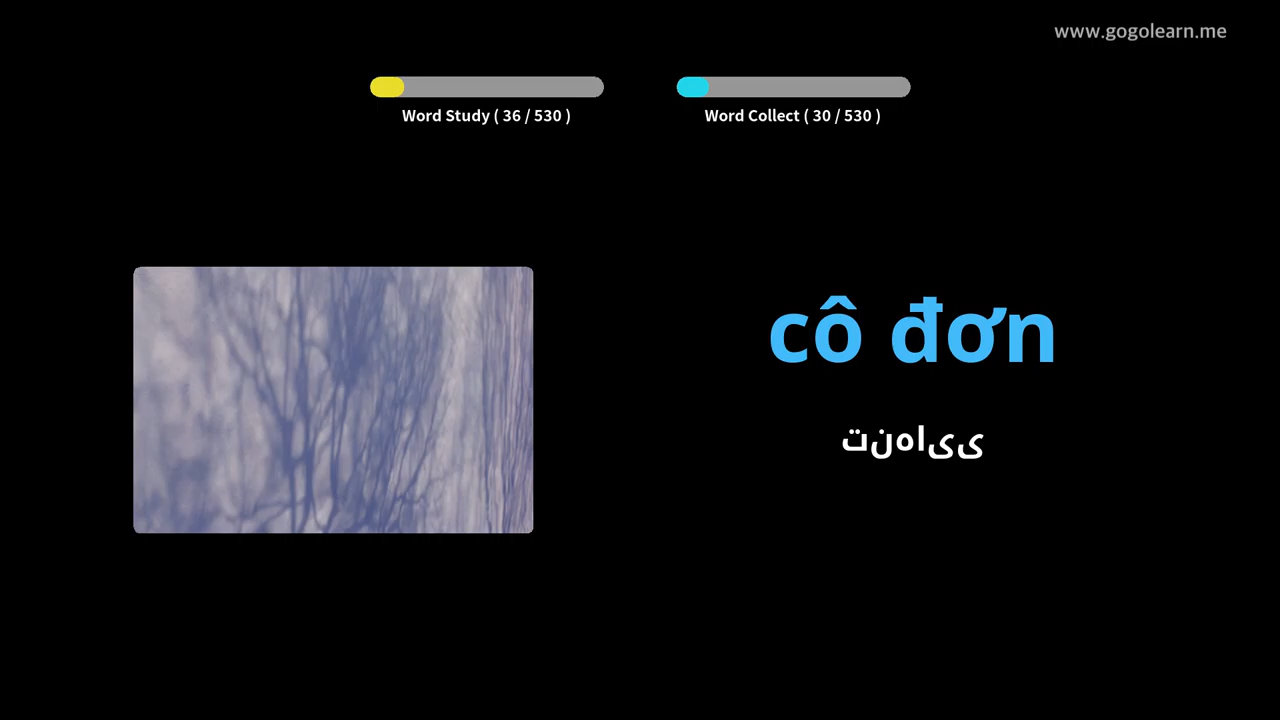 www.gogolearn.me
Word Study ( 36 / 530 )
Word Collect ( 30 / 530 )
cô đơn
تنهایی